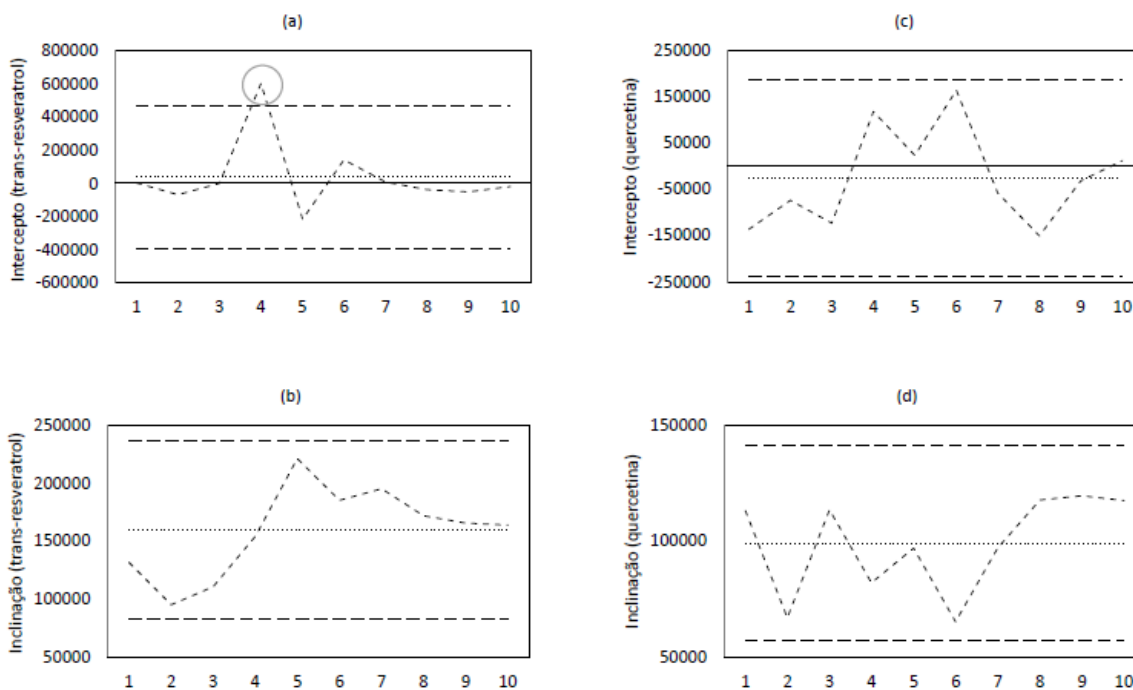 (a)
Intercepto (trans-resveratrol)
800000
600000
400000
200000
0
-200000
-400000
-600000
1 2 3 4 5 6 7 8 9 10
(c)
Intercepto (quercetina)
250000
150000
50000
-50000
-150000
-250000
1 2 3 4 5 6 7 8 9 10
(b)
Inclinação (trans-resveratrol)
250000
200000
150000
100000
50000
1 2 3 4 5 6 7 8 9 10
(d)
Inclinação (quercetina)
150000
100000
50000
1 2 3 4 5 6 7 8 9 10